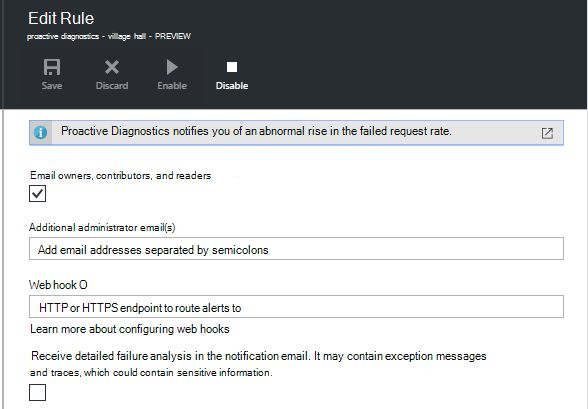 Edit Rule
proactive diagnostics - village hall - PREVIEW
Save Discard Enable Disable
Proactive Diagnostics notifies you of an abnormal rise in the failed request rate.
Email owners, contributors, and readers
Additional administrator email(s)
Add email addresses separated by semicolons
Web hook O
HTTP or HTTPS endpoint to route alerts to
Learn more about configuring web hooks
Receive detailed failure analysis in the notification email. It may contain exception messages
and traces, which could contain sensitive information.